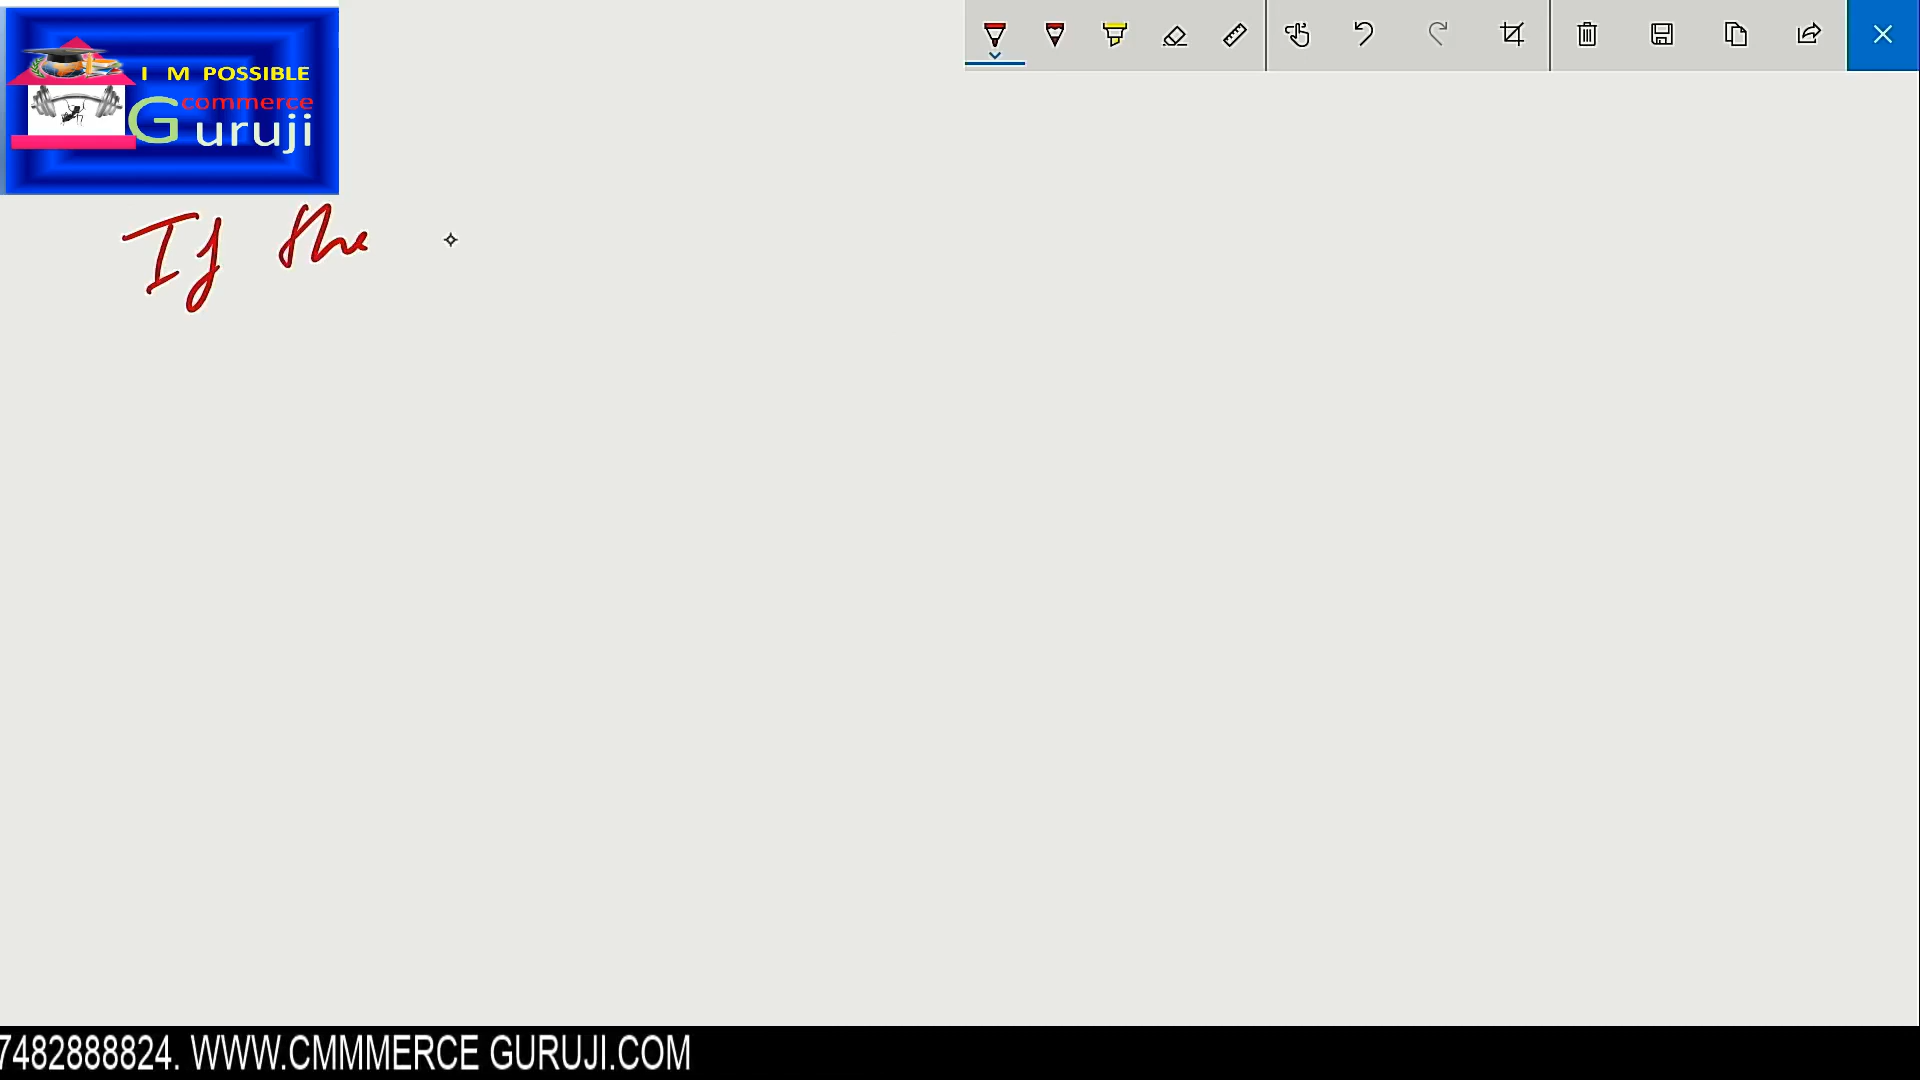 I M POSSIBLE
commerce
Guruji
If the
7482888824. WWW.CMMMERCE GURUJI.COM